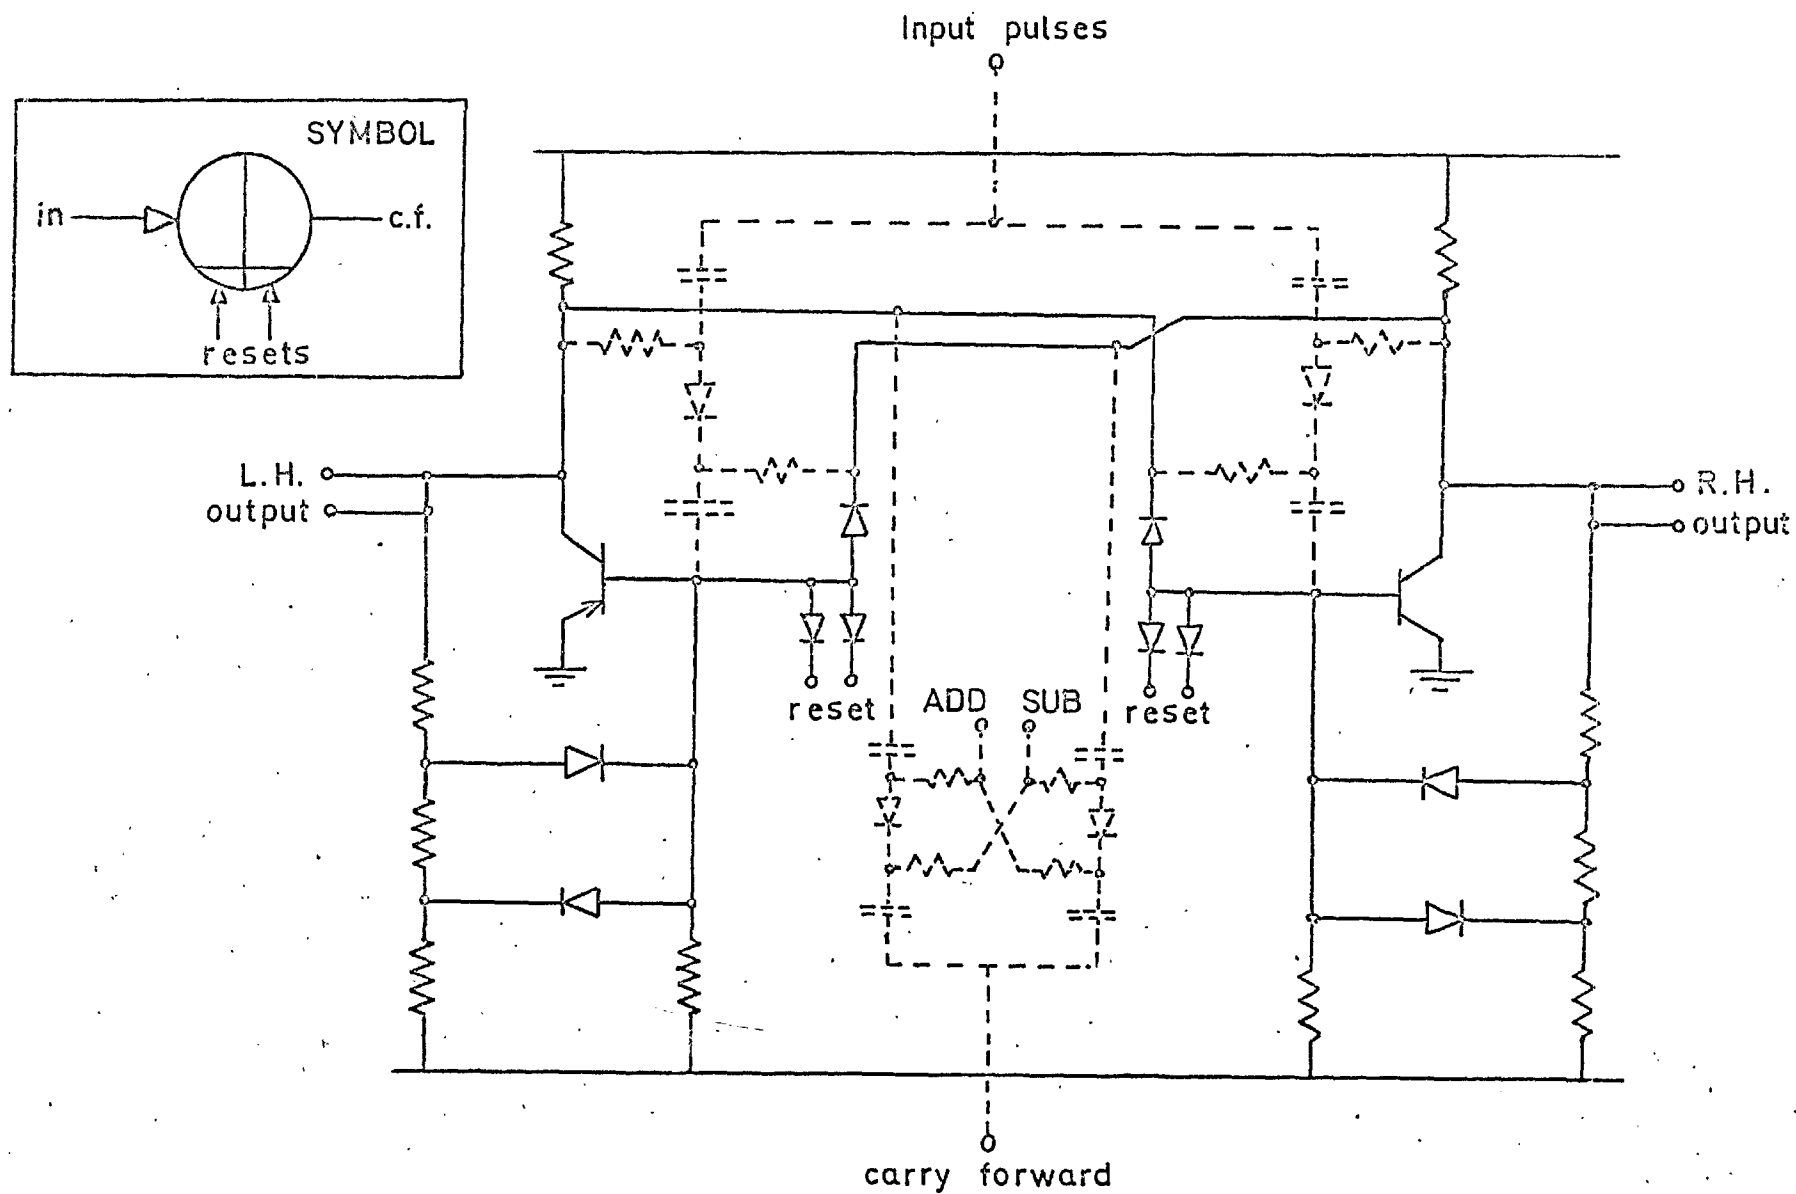 Input pulses
SYMBOL
in
c.f.
resets
L.H.
output
R.H.
output
reset
ADD
SUB
reset
carry forward